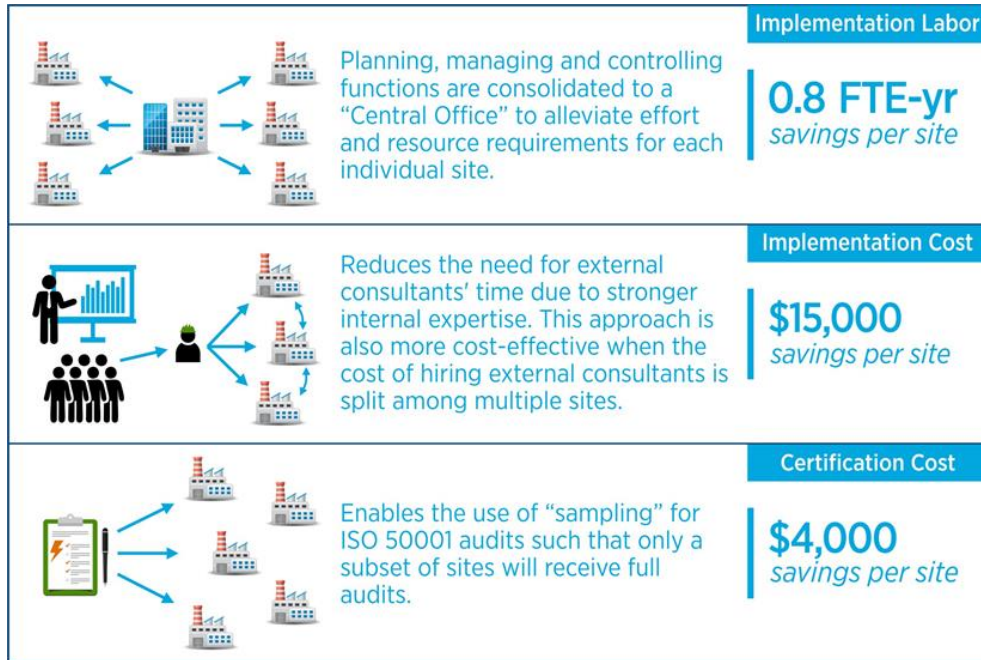 Implementation Labor
Planning, managing and controlling
functions are consolidated to a
“Central Office” to alleviate effort
and resource requirements for each
individual site.
0.8 FTE-yr
savings per site
Implementation Cost
Reduces the need for external
consultants' time due to stronger
internal expertise. This approach is
also more cost-effective when the
cost of hiring external consultants is
split among multiple sites.
$15,000
savings per site
Certification Cost
Enables the use of “sampling” for
ISO 50001 audits such that only a
subset of sites will receive full
audits.
$4,000
savings per site